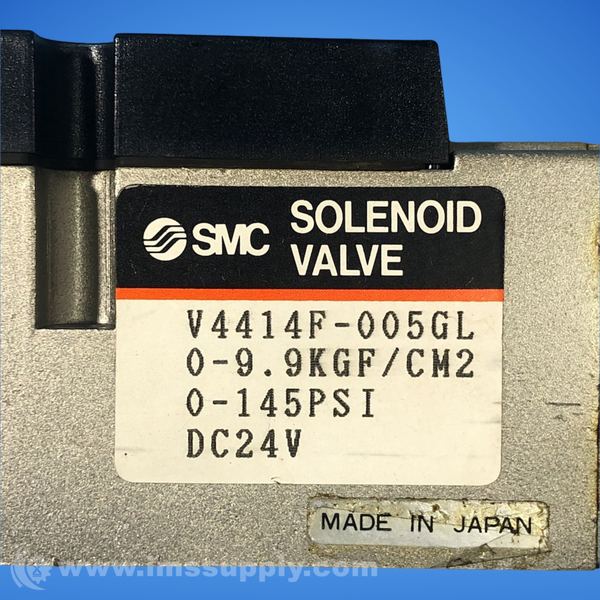 SMC SOLENOID
VALVE
V4414F-005GL
0-9.9KGF/CM2
0-145PSI
DC24V
MADE IN JAPAN
www.imssupply.com